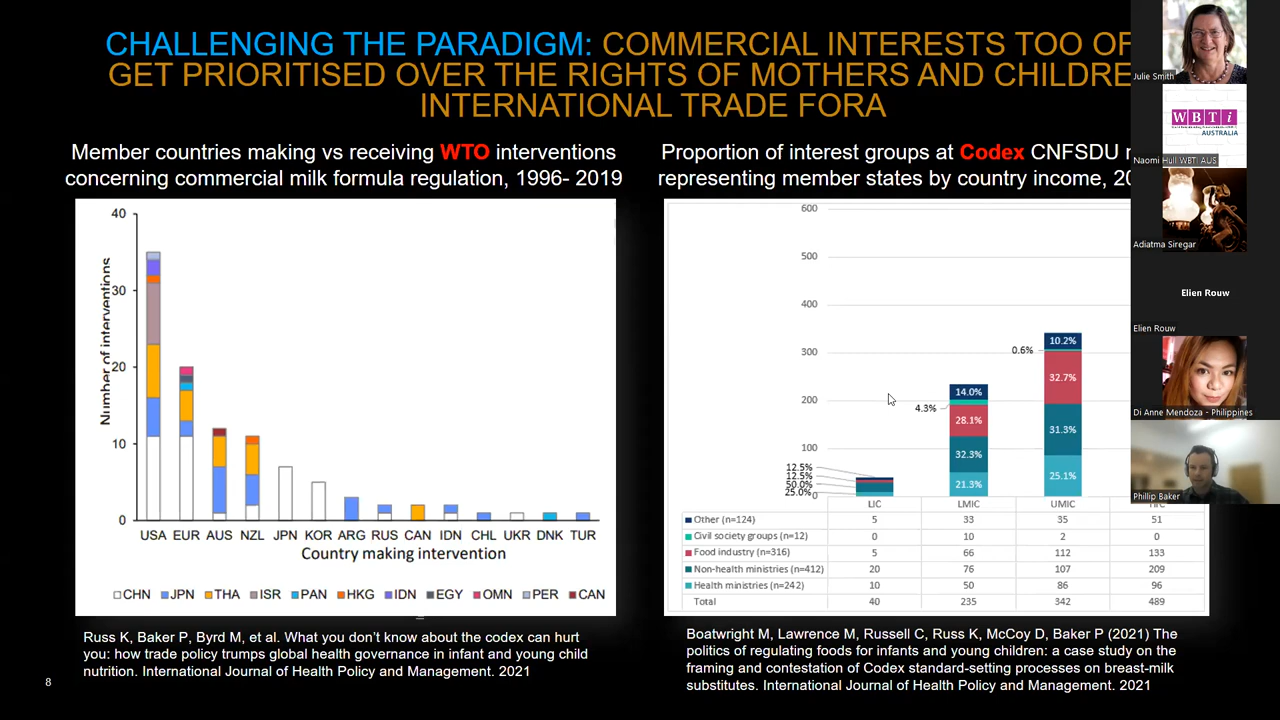 CHALLENGING THE PARADIGM: COMMERCIAL INTERESTS TOO
GET PRIORITISED OVER THE RIGHTS OF MOTHERS AND
INTERNATIONAL TRADE FORA
Member countries making vs receiving WTO interventions
concerning commercial milk formula regulation, 1996- 2019
40
30
20
10
0
Number of interventions
USA EUR AUS NZL JPN KOR ARG RUS CAN IDN CHL UKR DNK TUR
Country making intervention
CHN JPN THA ISR PAN HKG IDN EGY OMN PER CAN
Russ K, Baker P, Byrd M, et al. What you don't know about the codex can hurt
you: how trade policy trumps global health governance in infant and young child
nutrition. International Journal of Health Policy and Management. 2021
8
Proportion of interest groups at Codex CNFSDU
representing member states by country income,
600
500
400
300
200
100
0
12.5%
12.5%
50.0%
25.0%
14.0%
4.3%
28.1%
32.3%
21.3%
10.2%
0.6%
32.7%
31.3%
25.1%
LIC LMIC UMIC
Other (n=124) 5 33 35 51
Civil society groups (n=12) 0 10 2 0
Food industry (n=316) 5 66 112 133
Non-health ministries (n=412) 20 76 107 209
Health ministries (n=242) 10 50 86 96
Total 40 235 342 489
Boatwright M, Lawrence M, Russell C, Russ K, McCoy D, Baker P (2021) The
politics of regulating foods for infants and young children: a case study on the
framing and contestation of Codex standard-setting processes on breast-milk
substitutes. International Journal of Health Policy and Management. 2021
Julie Smith
WBTi
AUSTRALIA
Naomi Hull WBTI AUS
Adiatma Siregar
Elien Rouw
Elien Rouw
Di Anne Mendoza - Philippines
Phillip Baker